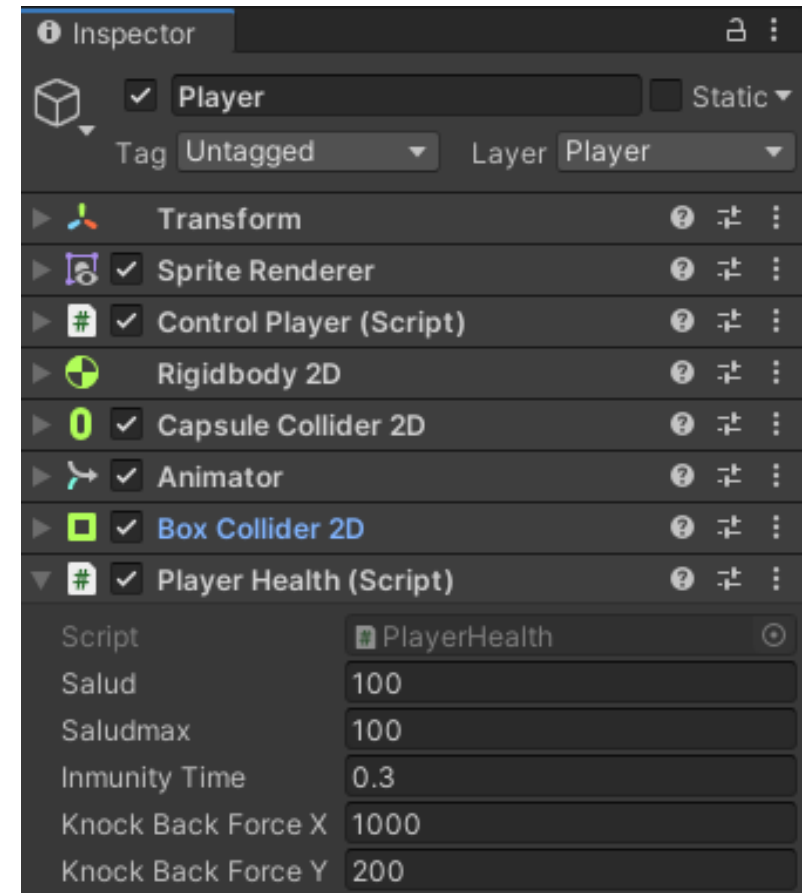 Inspector
Player Static
Tag Untagged Layer Player
Transform
Sprite Renderer
# Control Player (Script)
Rigidbody 2D
Capsule Collider 2D
Animator
Box Collider 2D
# Player Health (Script)
Script # PlayerHealth
Salud 100
Saludmax 100
Inmunity Time 0.3
Knock Back Force X 1000
Knock Back Force Y 200